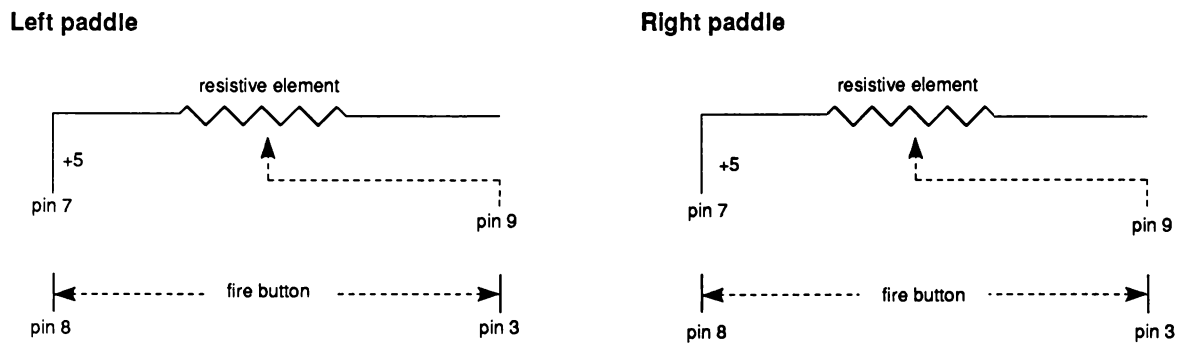 Left paddle
resistive element
+5
pin 7
pin 9
fire button
pin 8
pin 3
Right paddle
resistive element
+5
pin 7
pin 9
fire button
pin 8
pin 3